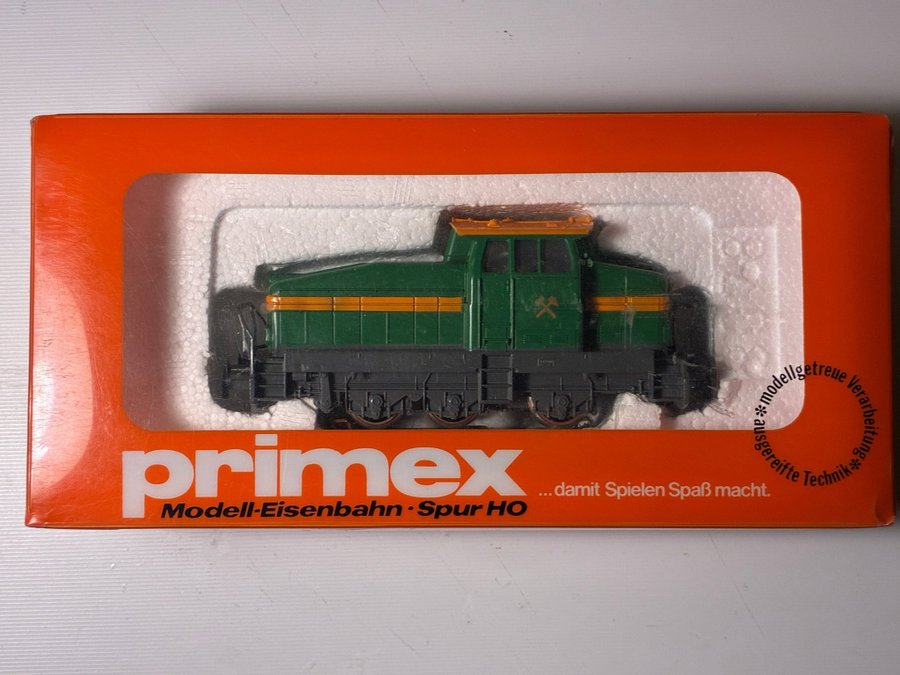 primex
Modell-Eisenbahn · Spur HO
...damit Spielen Spaß macht.
*modellgetreue Verarbeitung*ausgereifte Technik